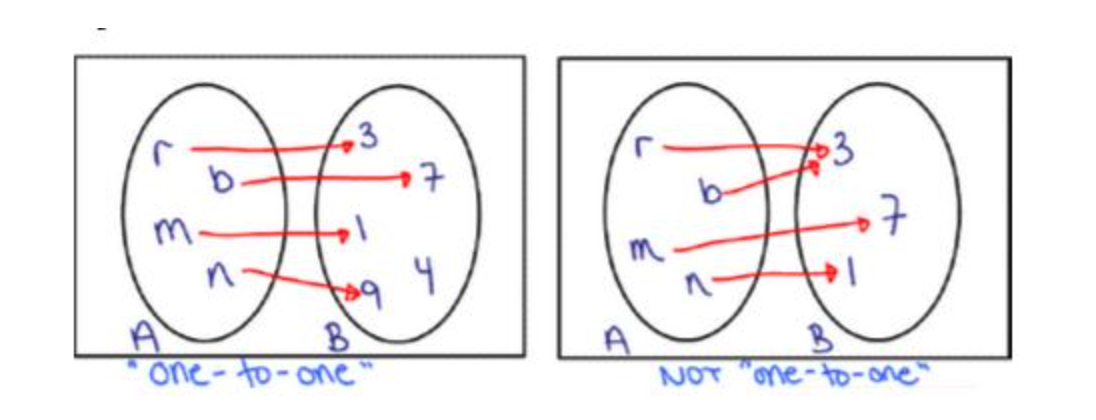 r 3
b 7
m 1
n 9 4
A B
"one-to-one"
r 3
b
7
m
n 1
A B
NOT "one-to-one"